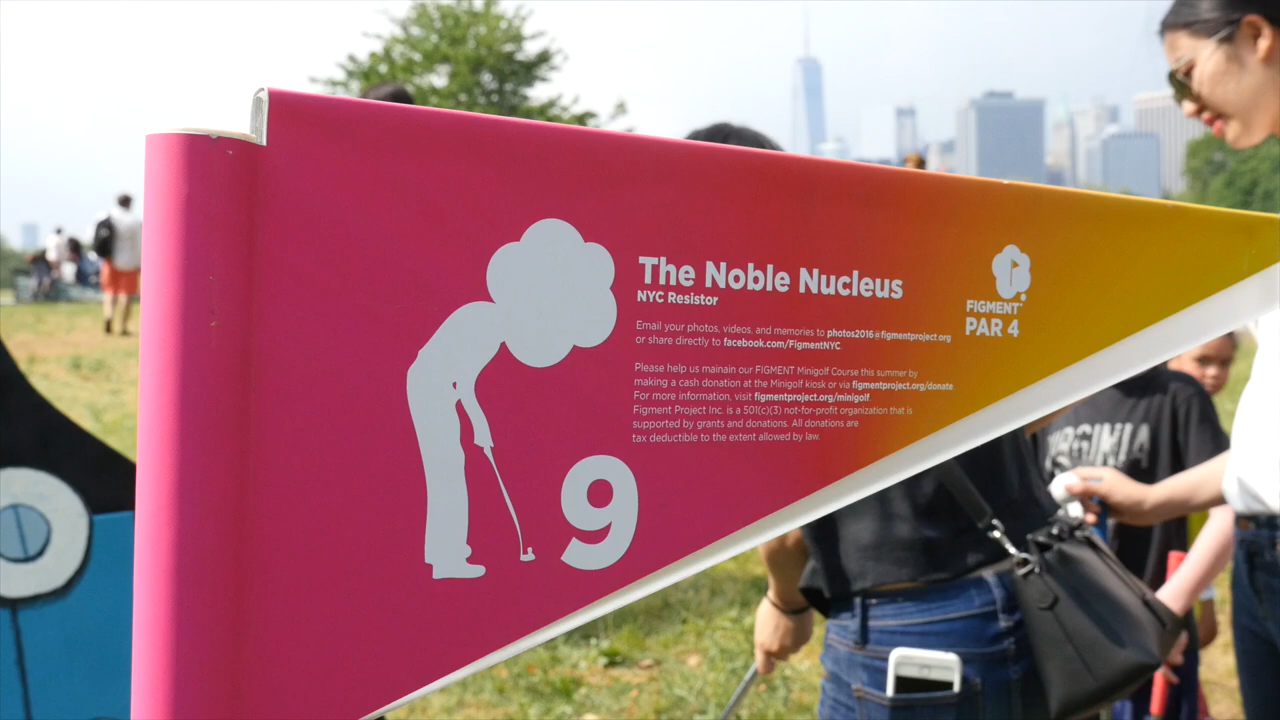 The Noble Nucleus
NYC Resistor
Email your photos, videos, and memories to photos2016@figmentproject.org
or share directly to facebook.com/FigmentNYC.
Please help us mainain our FIGMENT Minigolf Course this summer by
making a cash donation at the Minigolf kiosk or via figmentproject.org/donate.
For more information, visit figmentproject.org/minigolf.
Figment Project Inc. is a 501(c)(3) not-for-profit organization that is
supported by grants and donations. All donations are
tax deductible to the extent allowed by law.
FIGMENT
PAR 4
9
VIRGINIA